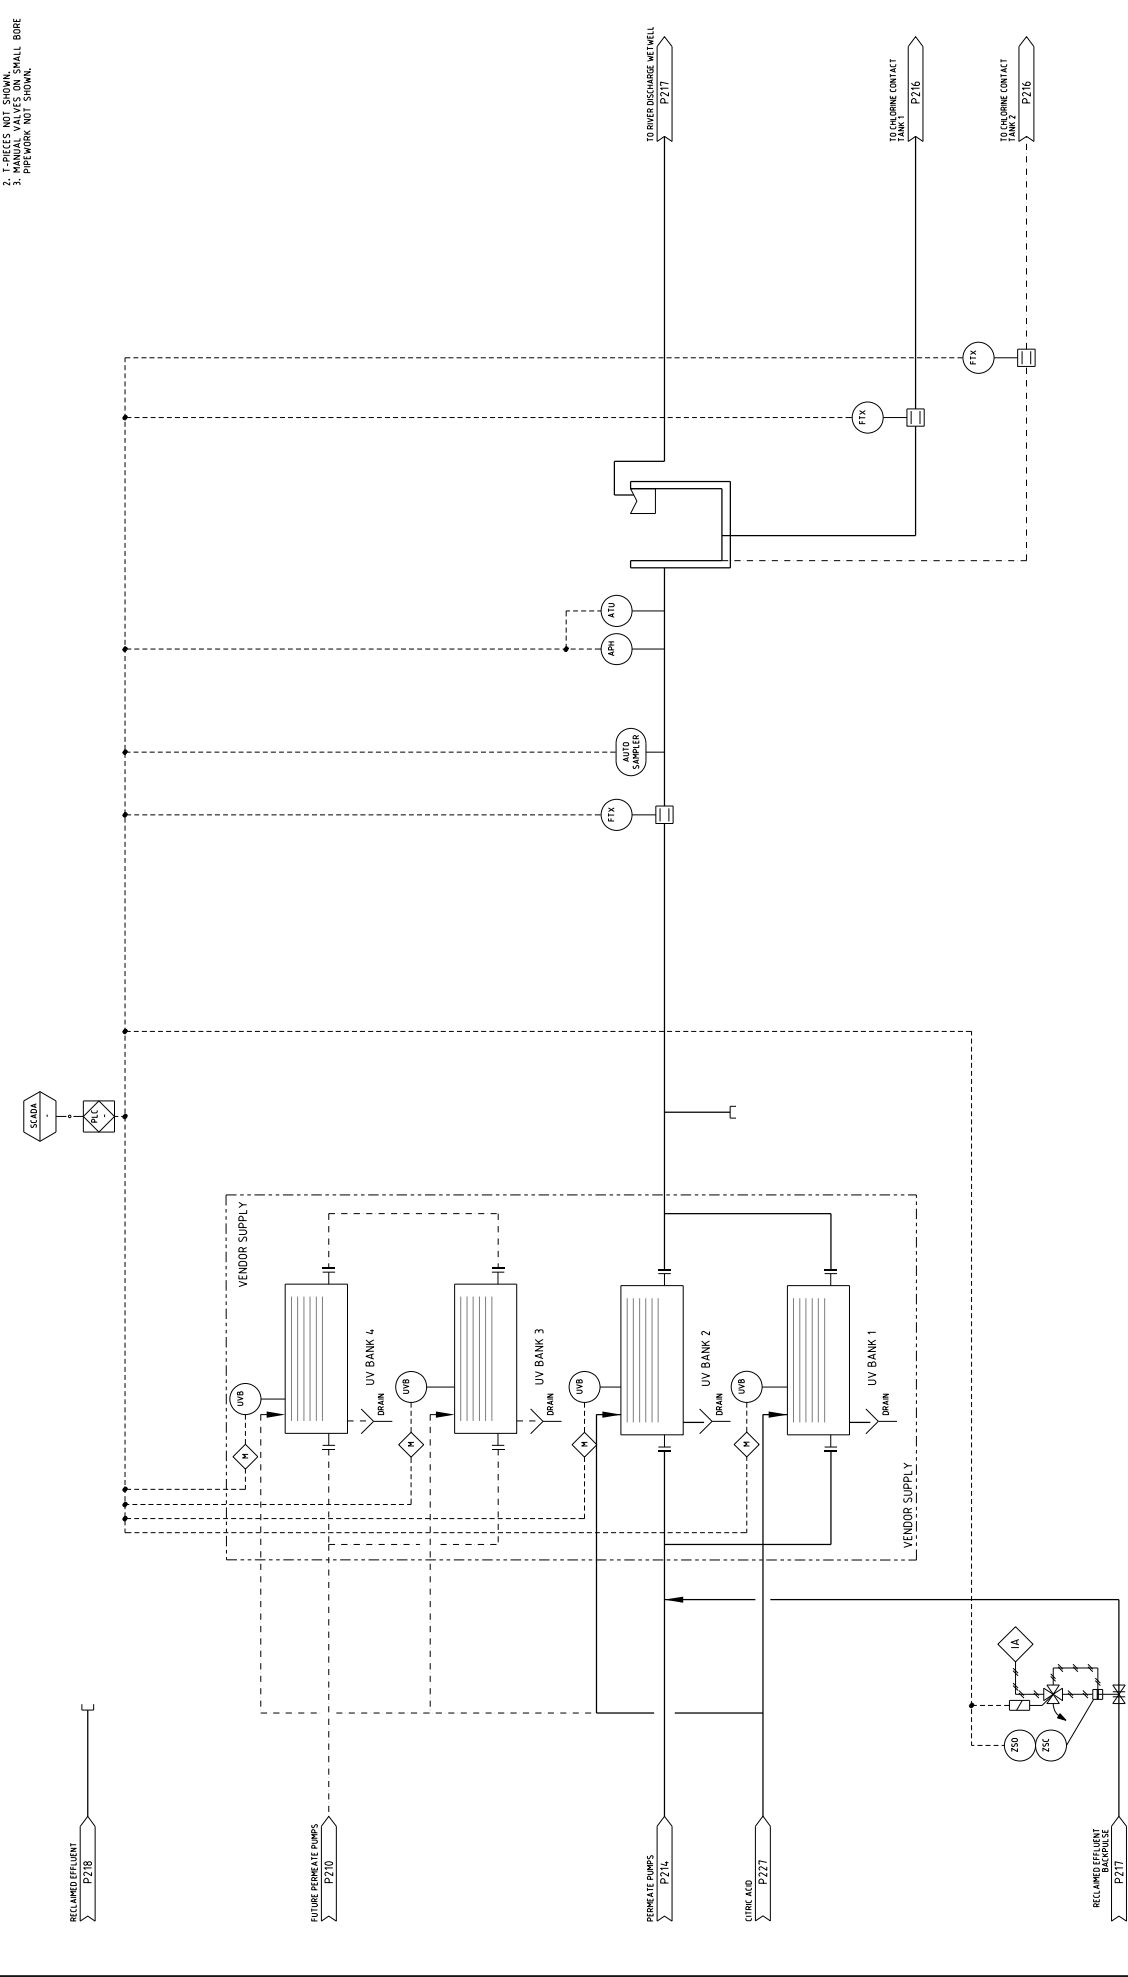 2. T-PIECES NOT SHOWN.
3. MANUAL VALVES ON SMALL BORE
PIPEWORK NOT SHOWN.
SCADA
-
PLC
-
RECLAIMED EFFLUENT
P218
VENDOR SUPPLY
M
UVB
FUTURE PERMEATE PUMPS
P210
UV BANK 4
DRAIN
M
UVB
UV BANK 3
DRAIN
M
UVB
FTX
AUTO
SAMPLER
APH
ATU
TO RIVER DISCHARGE WETWELL
P217
PERMEATE PUMPS
P214
UV BANK 2
DRAIN
M
UVB
CITRIC ACID
P227
UV BANK 1
DRAIN
FTX
TO CHLORINE CONTACT
TANK 1
P216
VENDOR SUPPLY
FTX
TO CHLORINE CONTACT
TANK 2
P216
IA
ZSO
ZSC
RECLAIMED EFFLUENT
BACKPULSE
P217